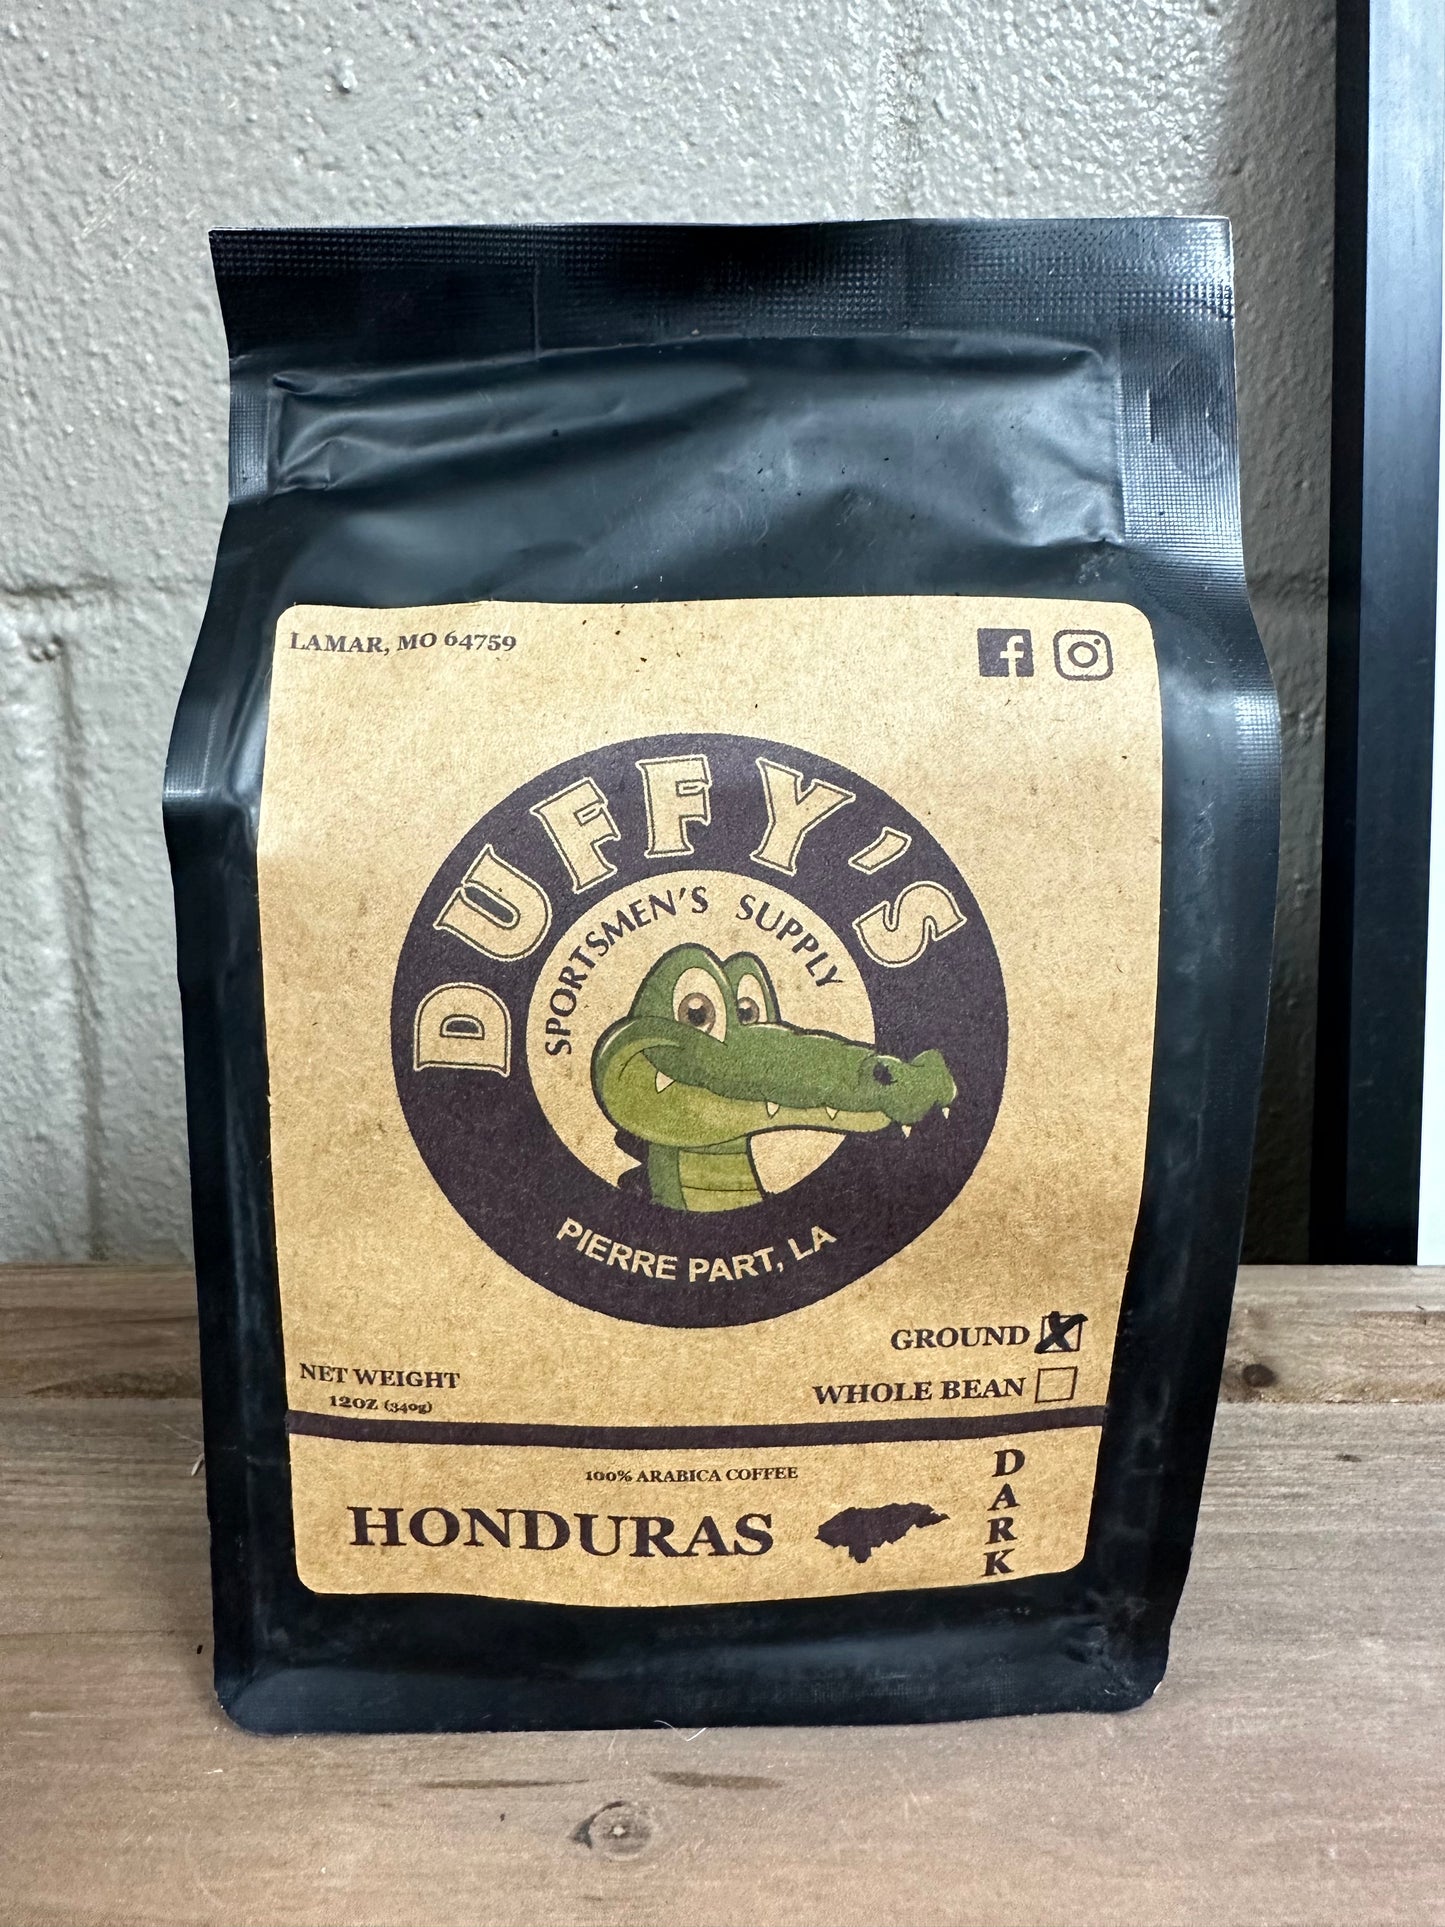 LAMAR, MO 64759
DUFFY'S
SPORTSMEN'S SUPPLY
PIERRE PART, LA
GROUND
WHOLE BEAN
NET WEIGHT
12OZ (340g)
100% ARABICA COFFEE
HONDURAS
DARK